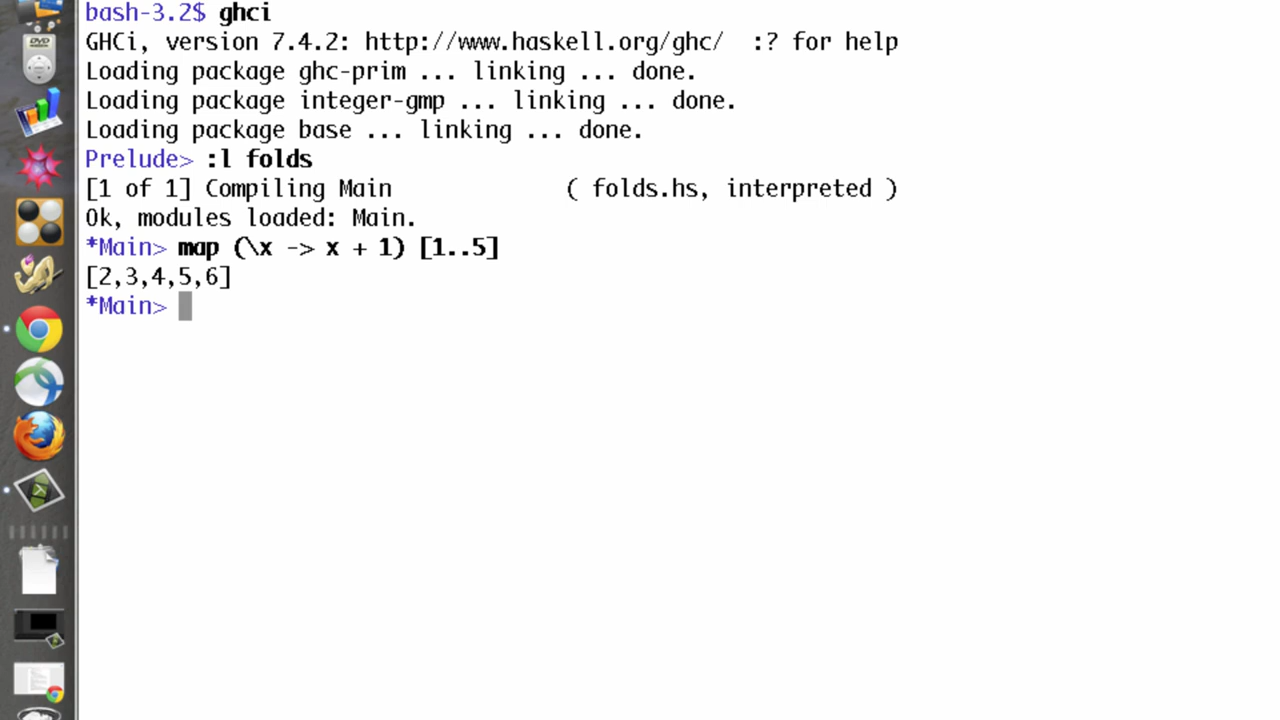 bash-3.2$ ghci
GHCi, version 7.4.2: http://www.haskell.org/ghc/  :? for help
Loading package ghc-prim ... linking ... done.
Loading package integer-gmp ... linking ... done.
Loading package base ... linking ... done.
Prelude> :l folds
[1 of 1] Compiling Main             ( folds.hs, interpreted )
Ok, modules loaded: Main.
*Main> map (\x -> x + 1) [1..5]
[2,3,4,5,6]
*Main>
DVD